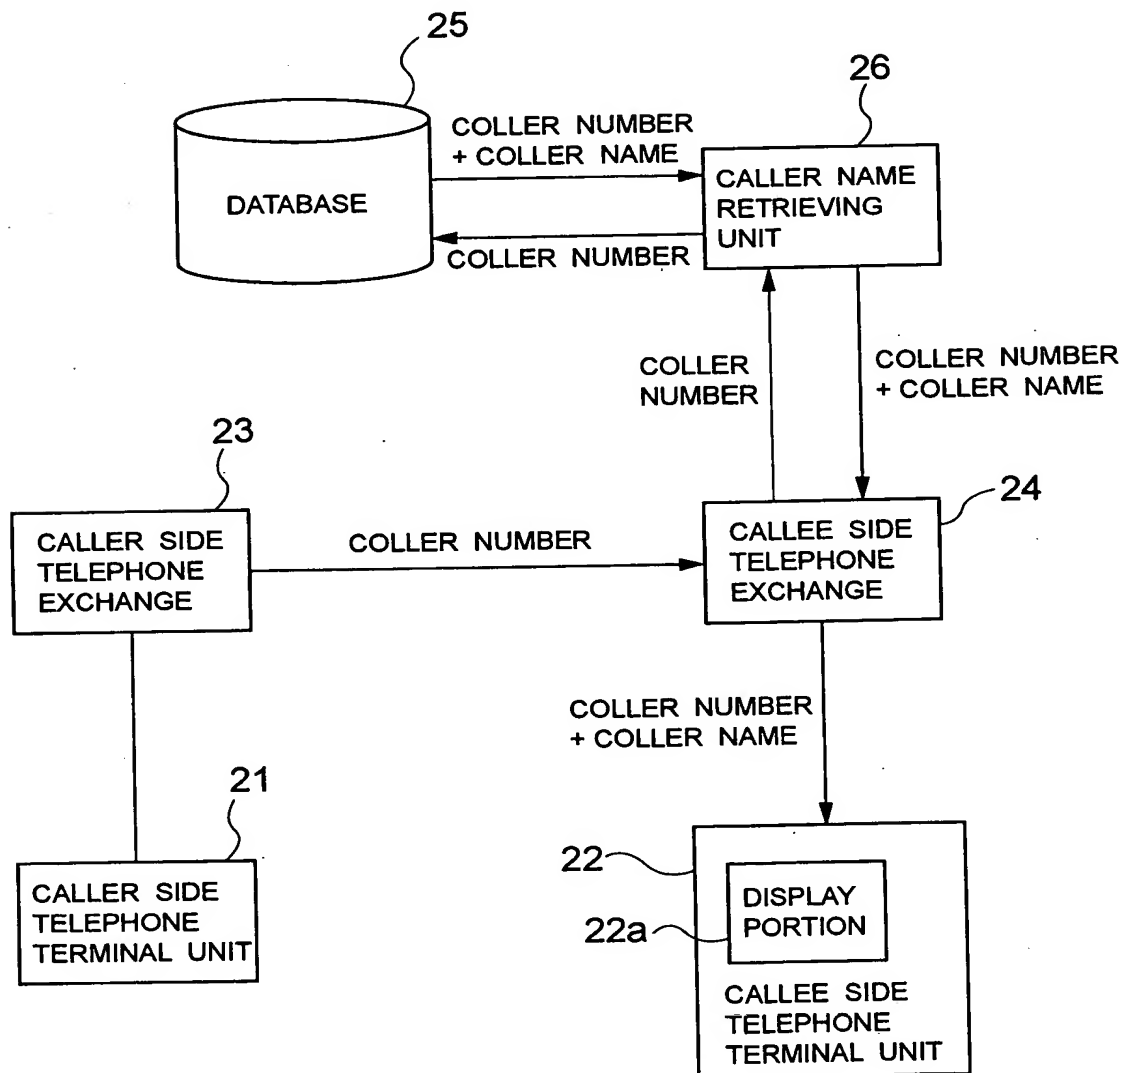 25
26
COLLER NUMBER
+ COLLER NAME
DATABASE
CALLER NAME
RETRIEVING
UNIT
COLLER NUMBER
COLLER
NUMBER
COLLER NUMBER
+ COLLER NAME
23
24
CALLER SIDE
TELEPHONE
EXCHANGE
COLLER NUMBER
CALLEE SIDE
TELEPHONE
EXCHANGE
COLLER NUMBER
+ COLLER NAME
21
22
CALLER SIDE
TELEPHONE
TERMINAL UNIT
DISPLAY
PORTION
22a
CALLEE SIDE
TELEPHONE
TERMINAL UNIT